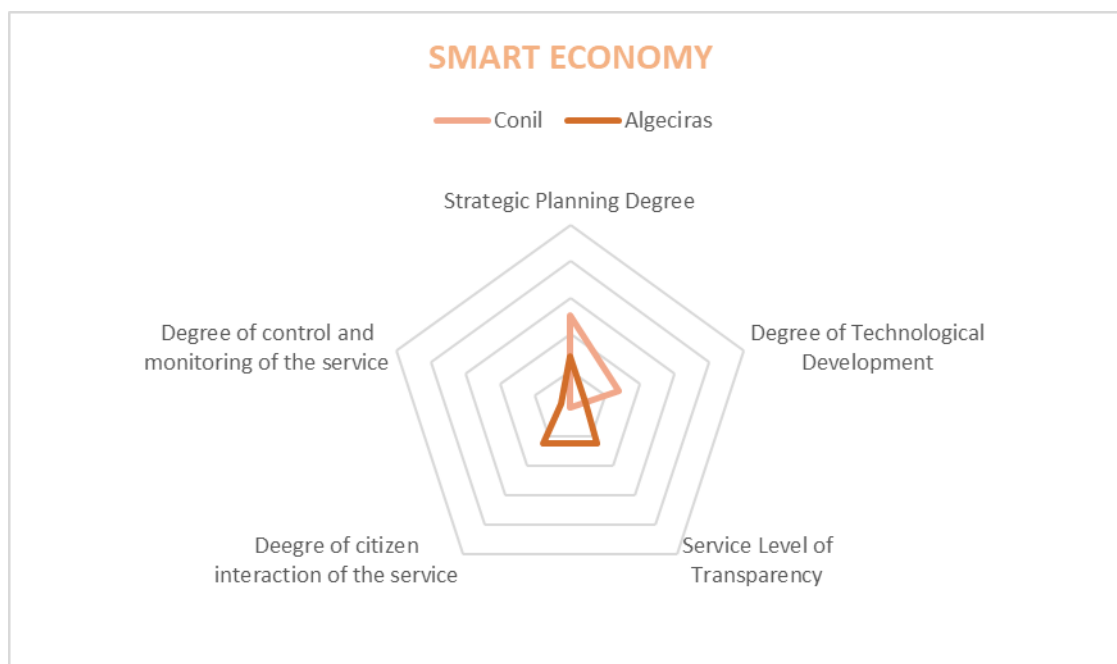 SMART ECONOMY
Conil
Algeciras
Strategic Planning Degree
Degree of control and
monitoring of the service
Degree of Technological
Development
Deegre of citizen
interaction of the service
Service Level of
Transparency